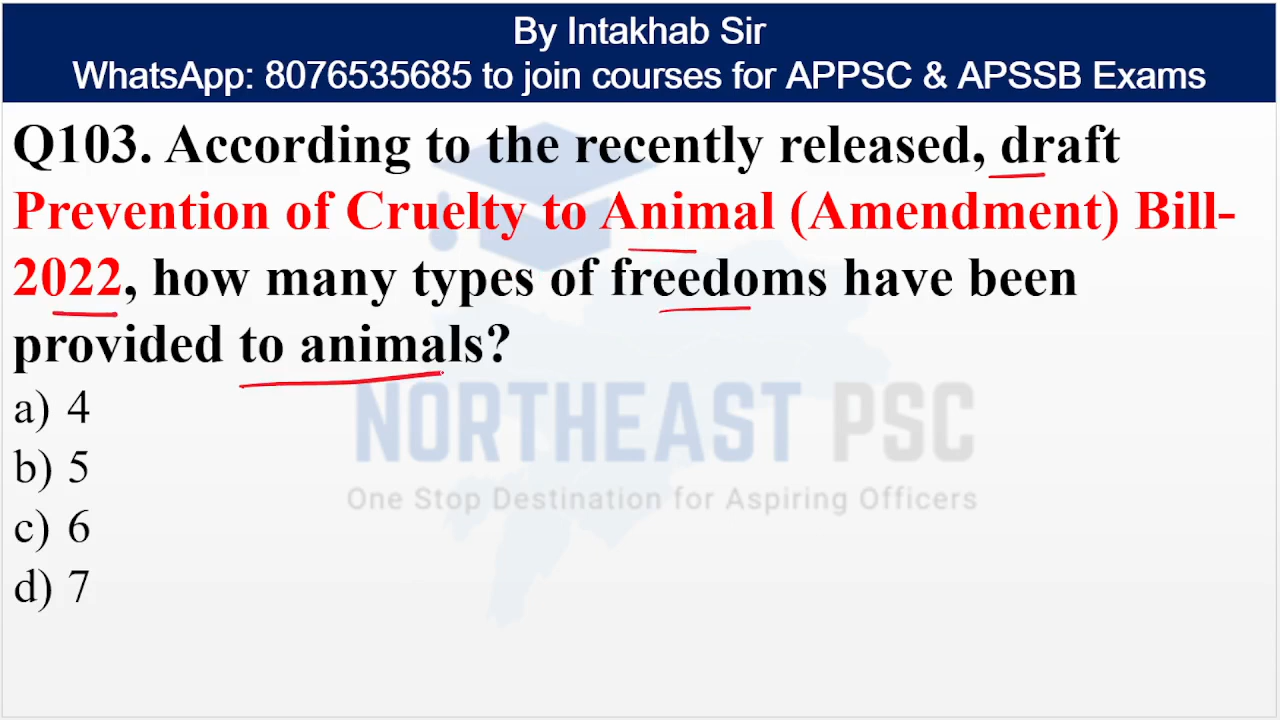 By Intakhab Sir
WhatsApp: 8076535685 to join courses for APPSC & APSSB Exams
Q103. According to the recently released, draft
Prevention of Cruelty to Animal (Amendment) Bill-
2022, how many types of freedoms have been
provided to animals?
a) 4
b) 5
c) 6
d) 7
NORTHEAST PSC
One Stop Destination for Aspiring Officers